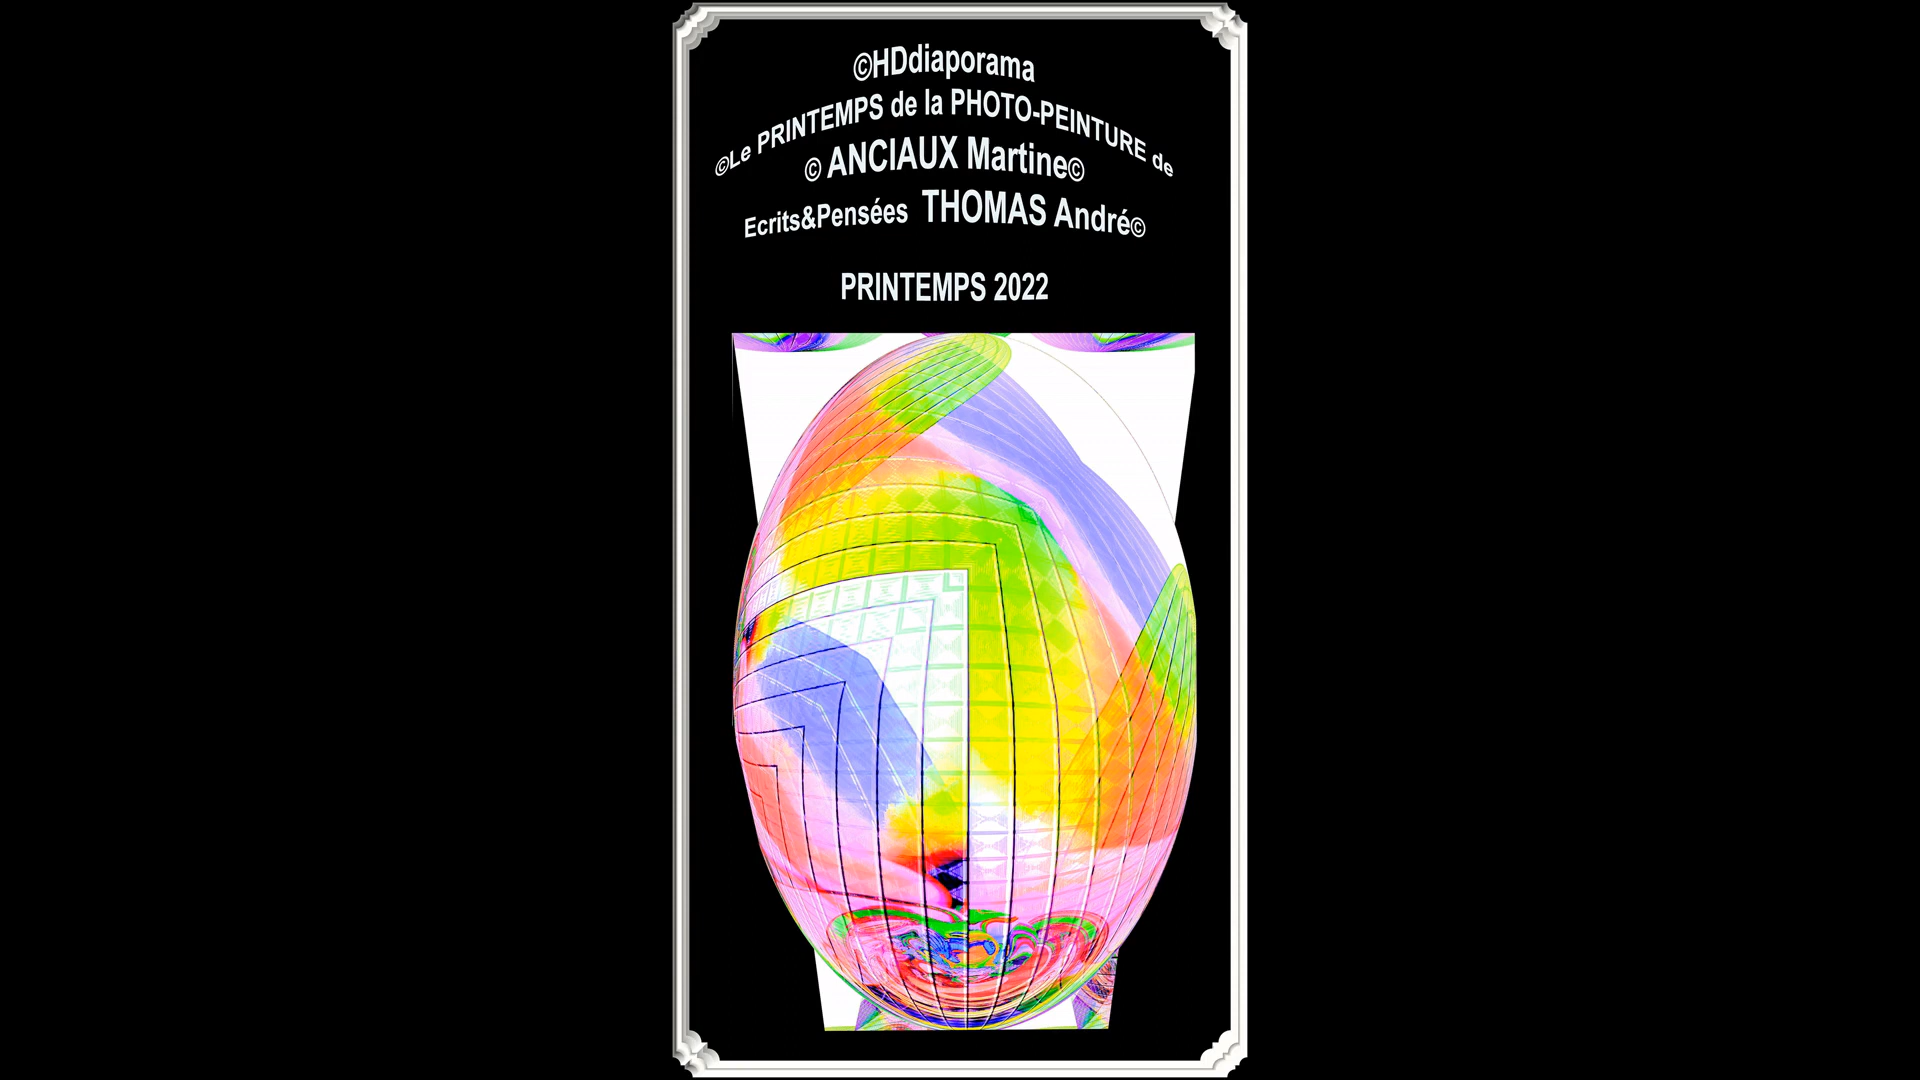 ©HDdiaporama
©Le PRINTEMPS de la PHOTO-PEINTURE de
© ANCIAUX Martine©
Ecrits&Pensées THOMAS André©
PRINTEMPS 2022